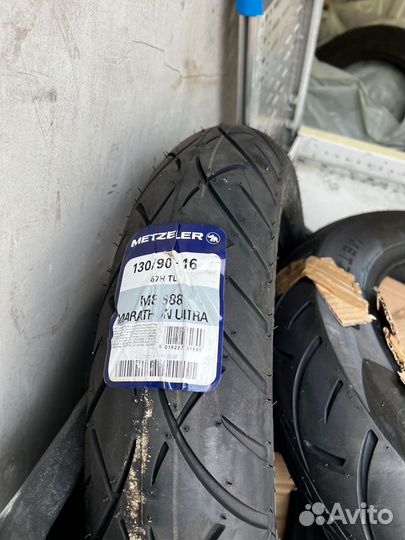 METZELER
130/90 - 16
67H TL
ME 888
MARATHON ULTRA
Avito